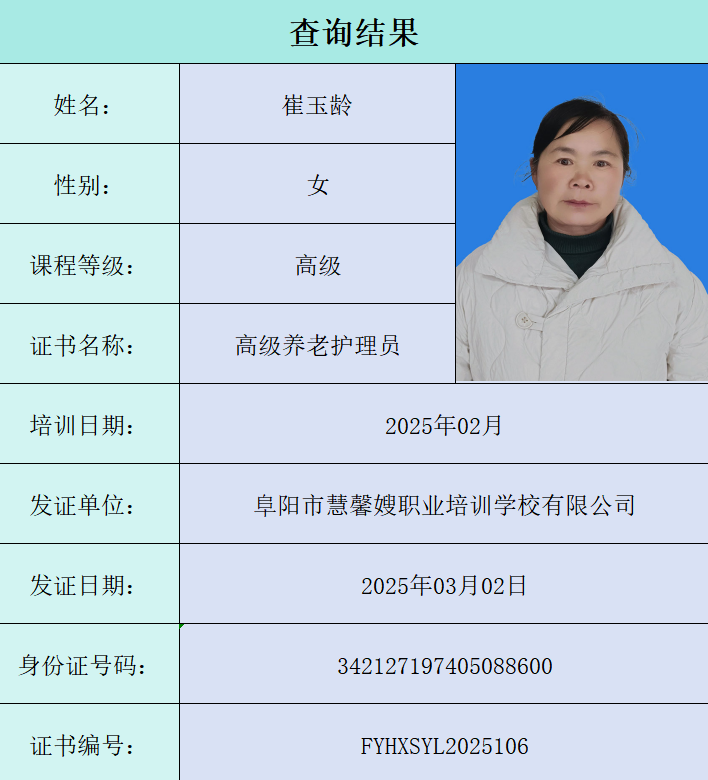 查询结果
姓名： 崔玉龄
性别： 女
课程等级： 高级
证书名称： 高级养老护理员
培训日期： 2025年02月
发证单位： 阜阳市慧馨嫂职业培训学校有限公司
发证日期： 2025年03月02日
身份证号码： 342127197405088600
证书编号： FYHXSYL2025106